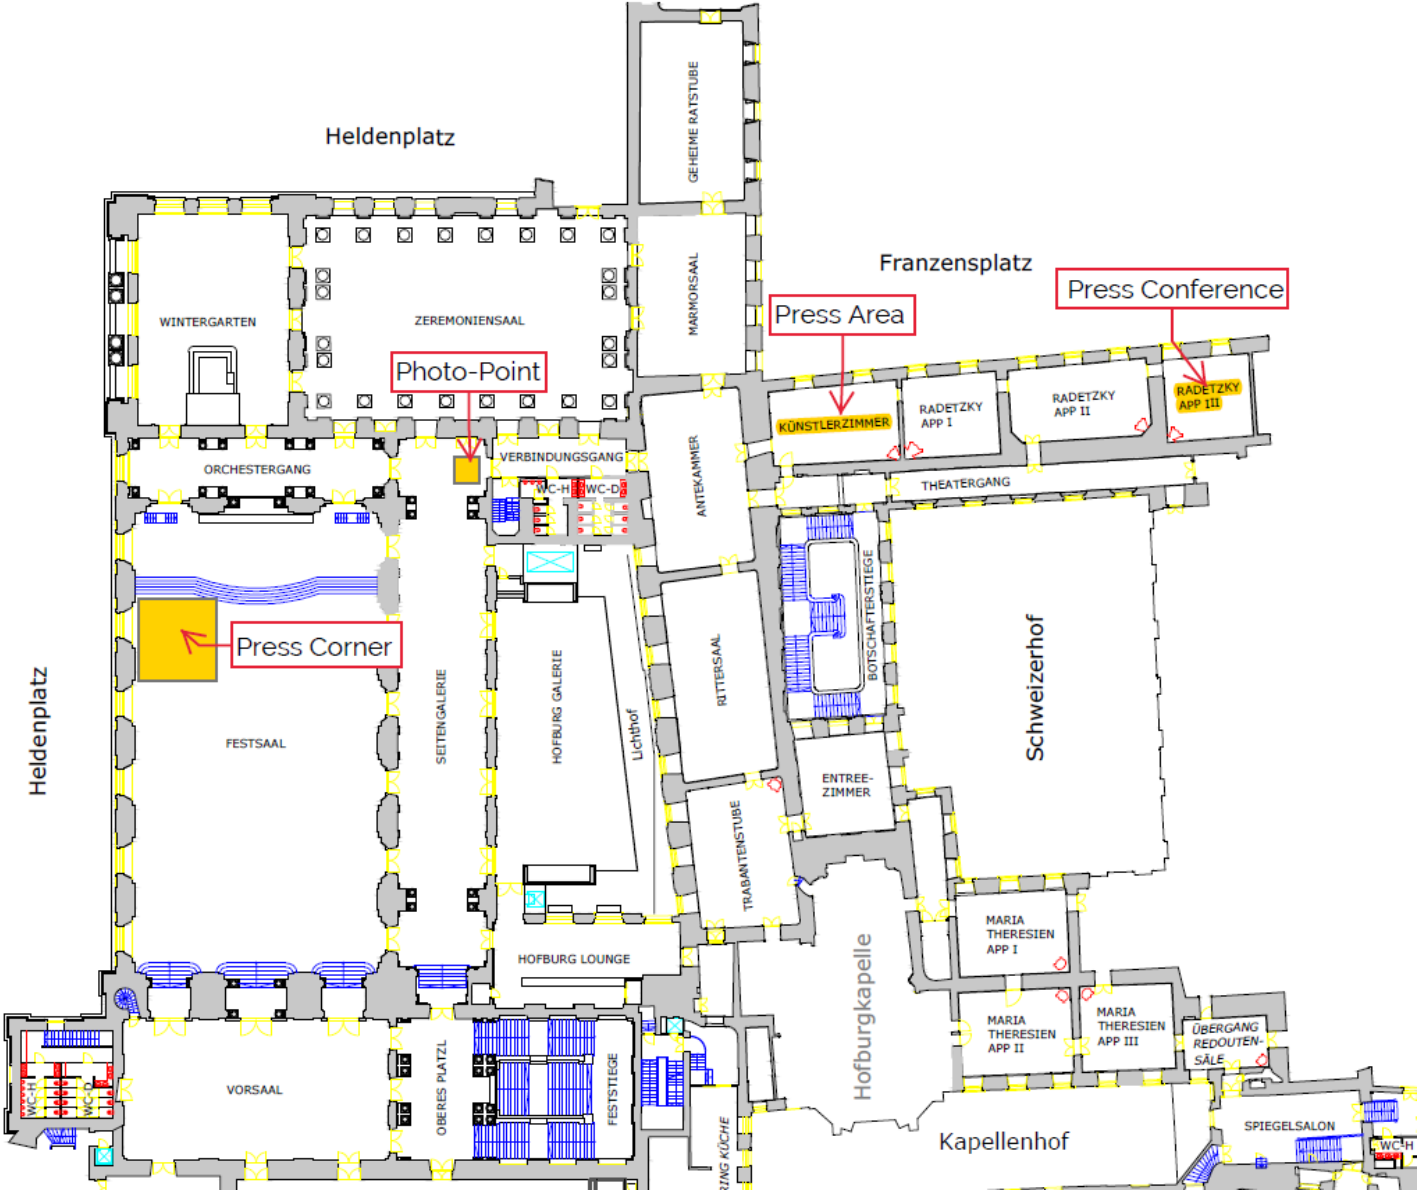 GEHEIME RATSTUBE
Heldenplatz
Franzensplatz
MARMORSAAL
Press Conference
Press Area
WINTERGARTEN
ZEREMONIENSAAL
Photo-Point
RADETZKY
APP III
RADETZKY
APP II
RADETZKY
APP I
KÜNSTLERZIMMER
ORCHESTERGANG
VERBINDUNGSGANG
ANTEKAMMER
THEATERGANG
WC-H
WC-D
BOTSCHAFTERSTIEGE
Press Corner
Heldenplatz
FESTSAAL
SEITENGALERIE
HOFBURG GALERIE
Lichthof
RITTERSAAL
Schweizerhof
ENTREE-
ZIMMER
TRABANTENSTUBE
MARIA
THERESIEN
APP I
HOFBURG LOUNGE
Hofburgkapelle
MARIA
THERESIEN
APP II
MARIA
THERESIEN
APP III
ÜBERGANG
REDOUTEN-
SÄLE
WC-H
WC-D
VORSAAL
OBERES PLATZL
FESTSTIEGE
RING KÜCHE
Kapellenhof
SPIEGELSALON
WC-H